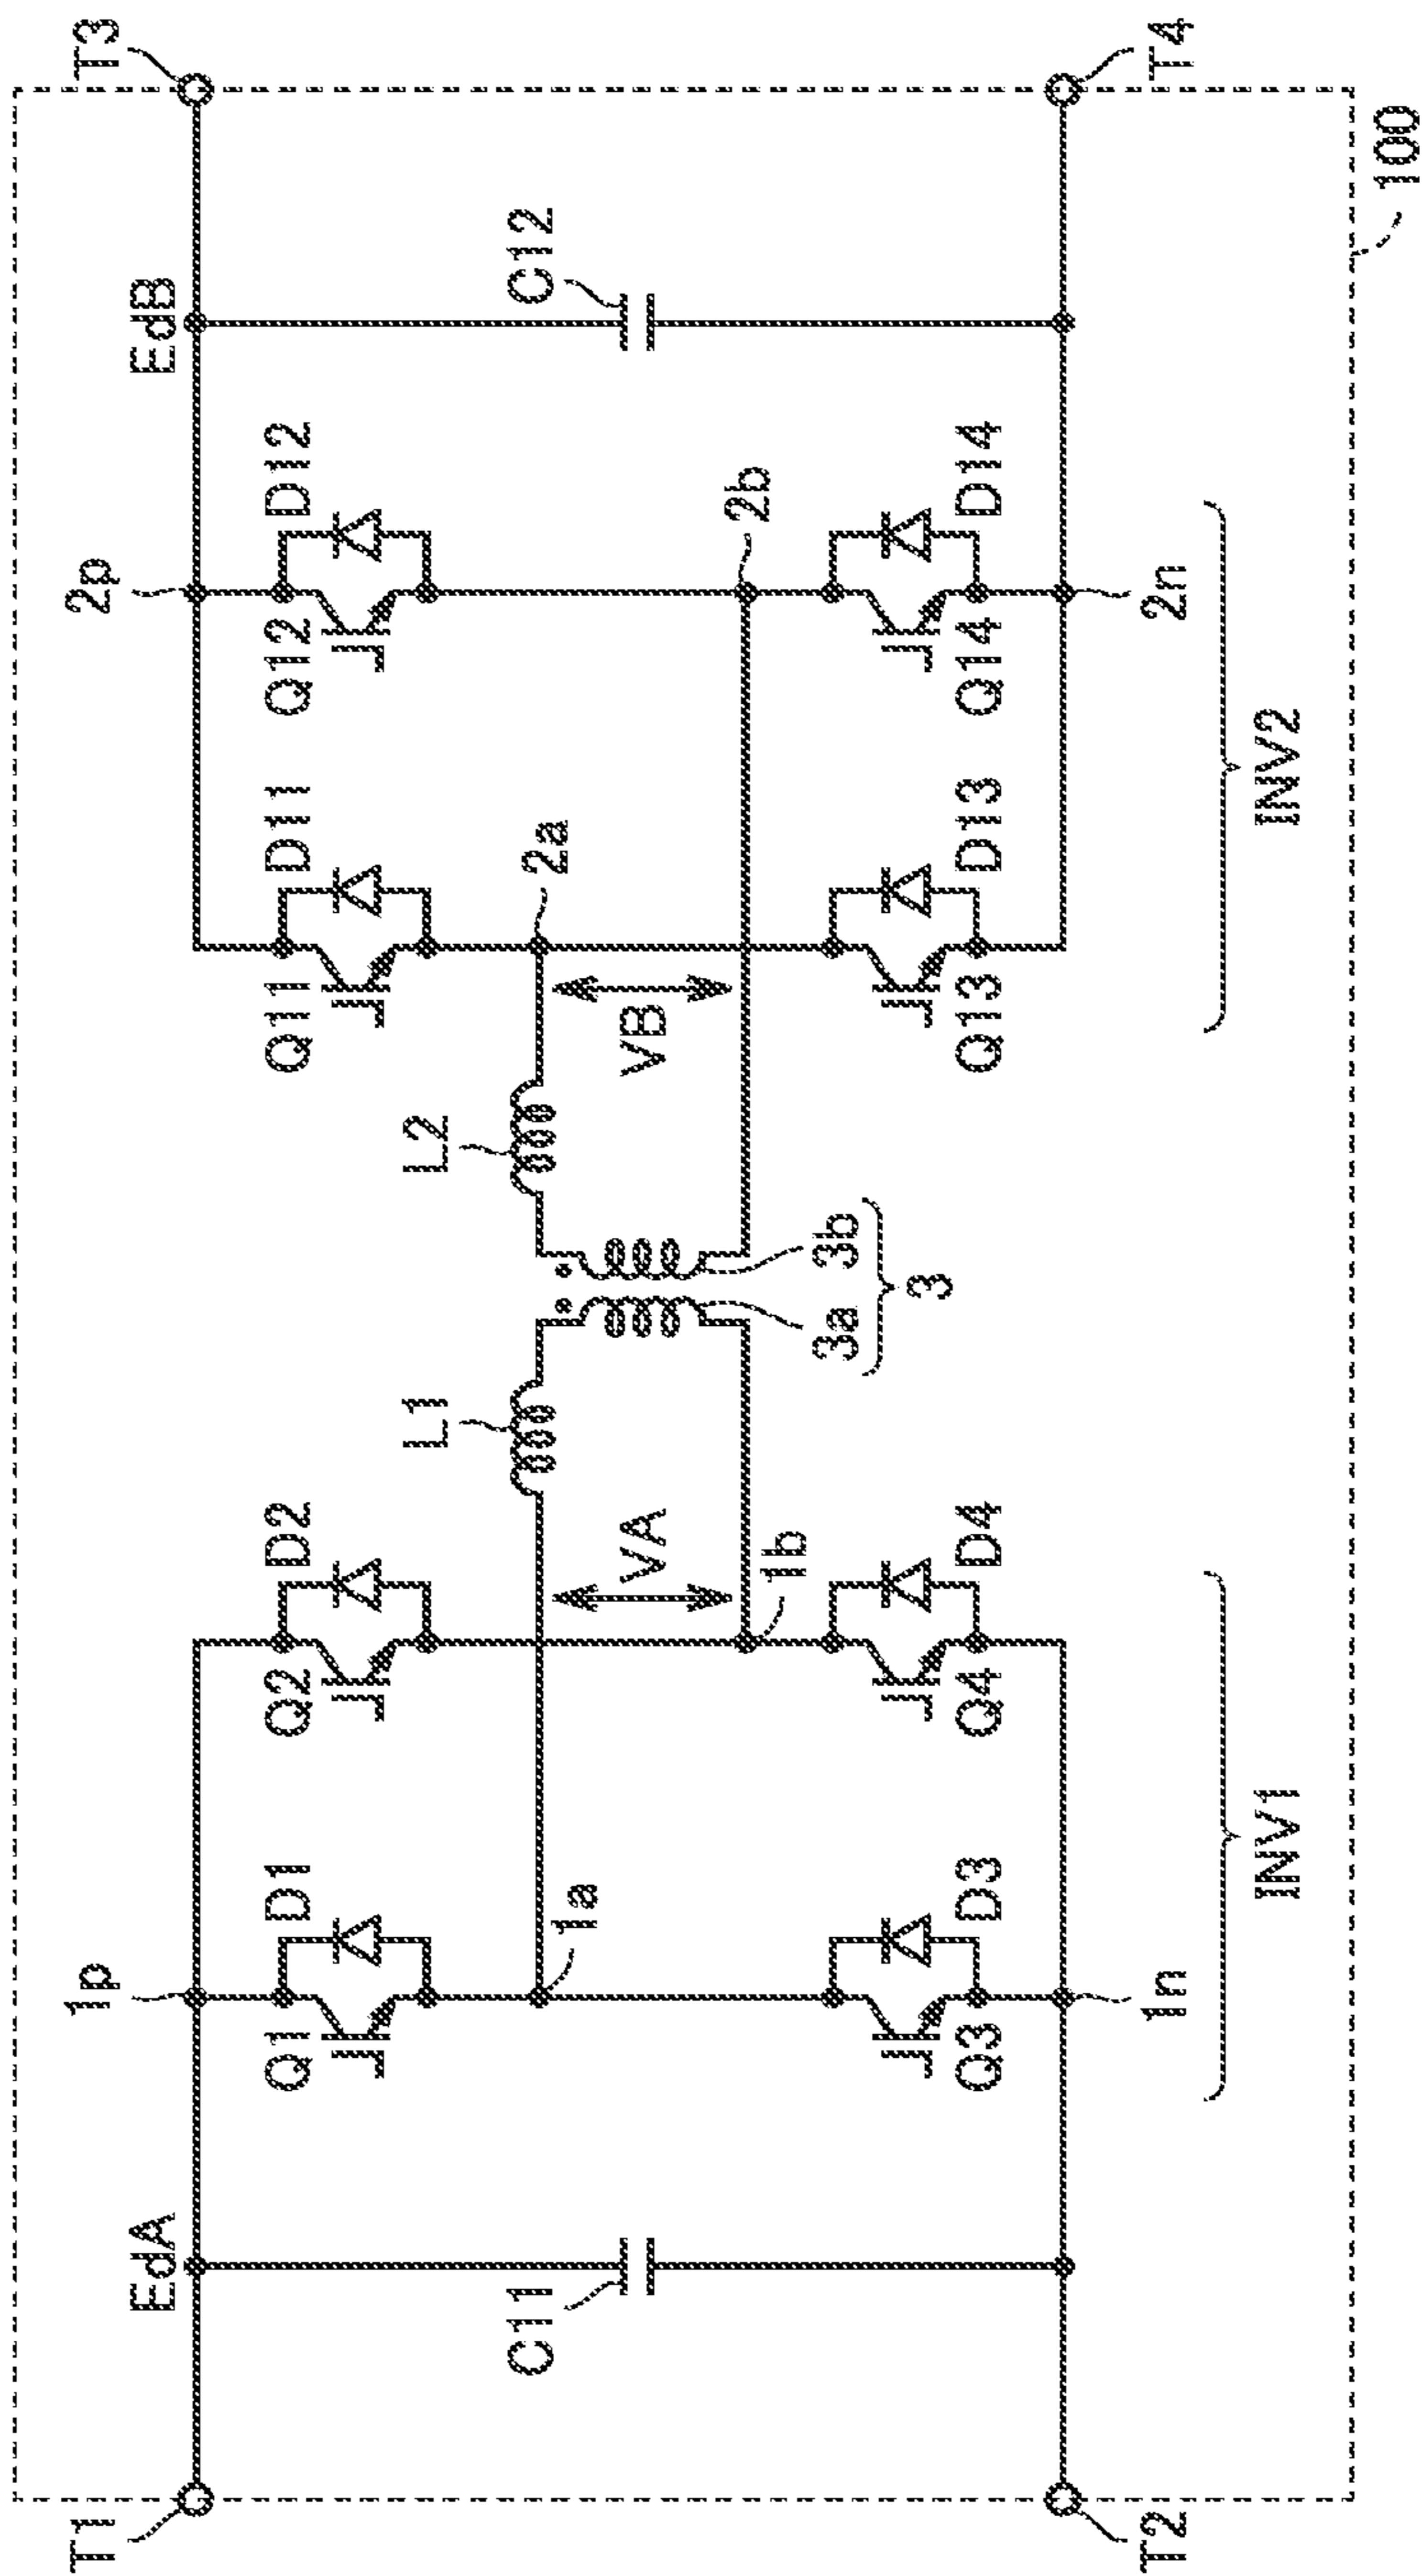 T1
T3
1p
2p
EdA
EdB
Q1
D1
Q2
D2
Q11
D11
Q12
D12
L1
L2
C11
C12
1a
2a
VA
VB
1b
2b
3a
3b
3
Q3
D3
Q4
D4
Q13
D13
Q14
D14
T2
1n
2n
T4
INV1
INV2
100